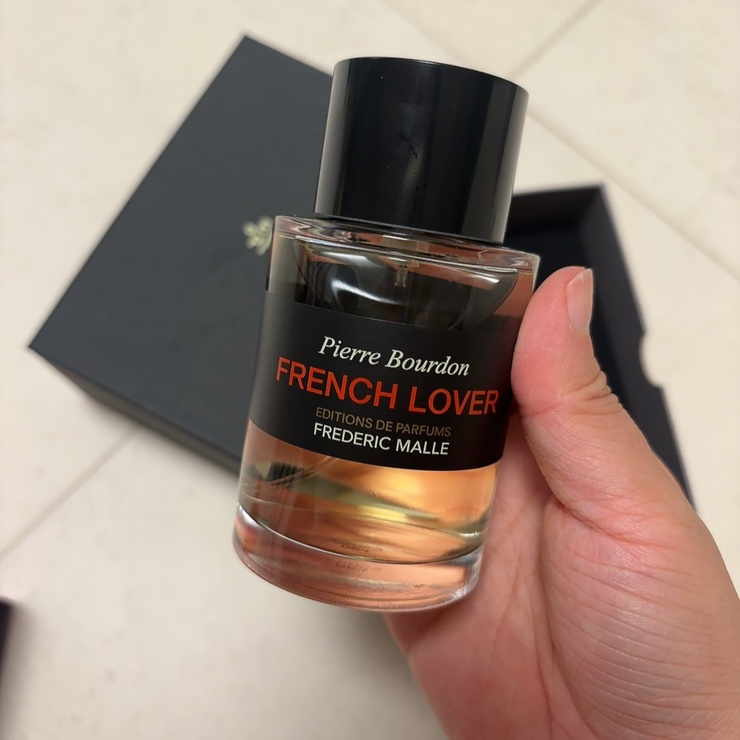 Pierre Bourdon
FRENCH LOVER
EDITIONS DE PARFUMS
FREDERIC MALLE